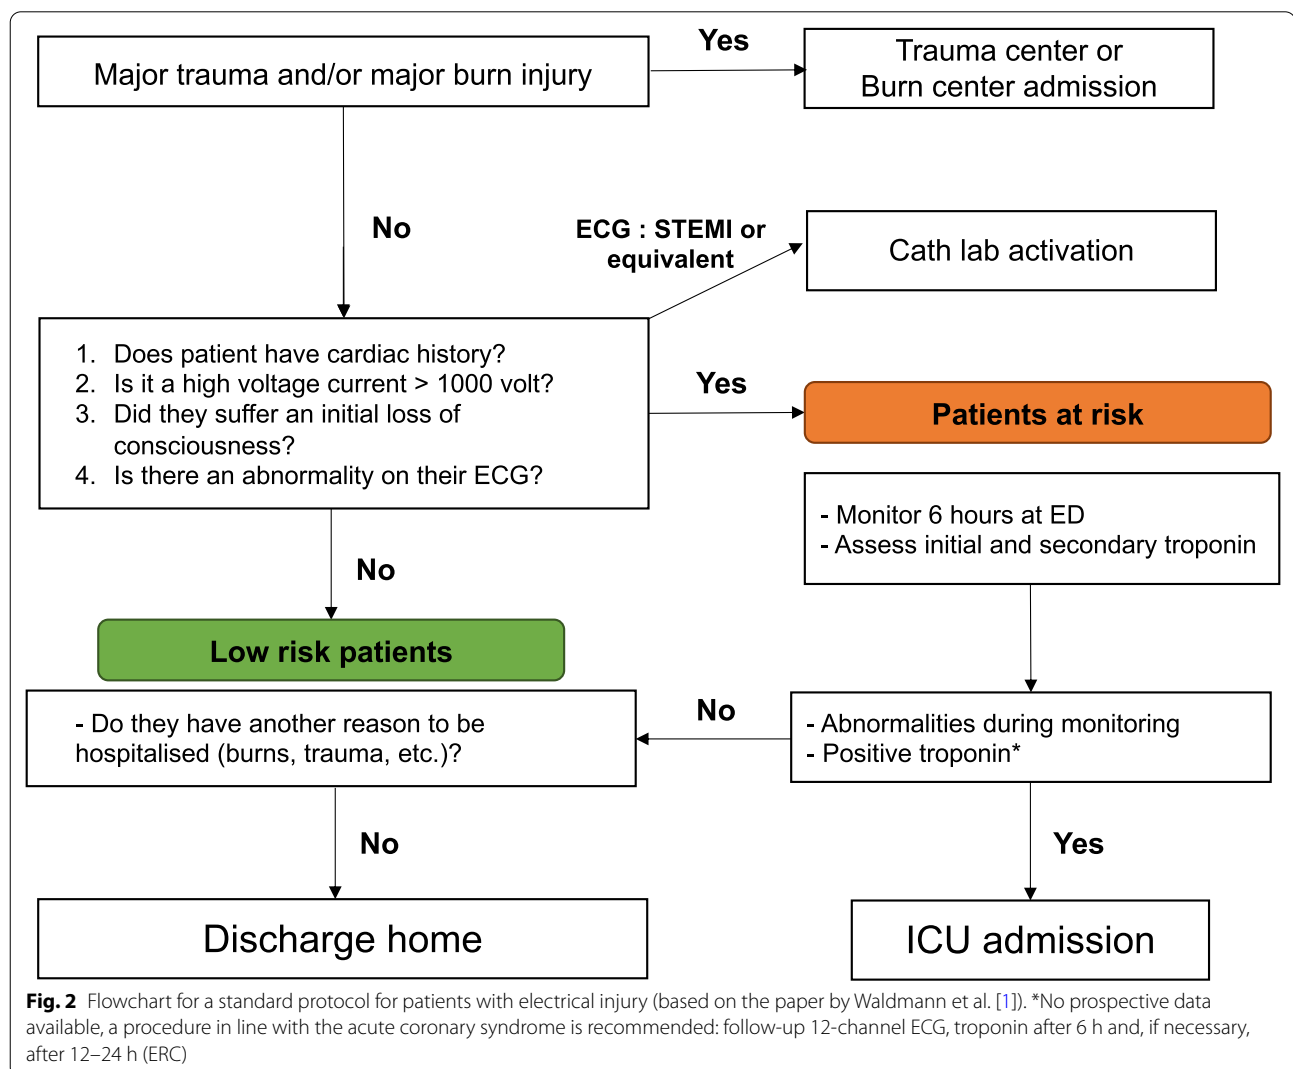 Major trauma and/or major burn injury
Yes
Trauma center or
Burn center admission
No
ECG : STEMI or
equivalent
Cath lab activation
1. Does patient have cardiac history?
2. Is it a high voltage current > 1000 volt?
3. Did they suffer an initial loss of
consciousness?
4. Is there an abnormality on their ECG?
Yes
Patients at risk
- Monitor 6 hours at ED
- Assess initial and secondary troponin
No
Low risk patients
- Do they have another reason to be
hospitalised (burns, trauma, etc.)?
No
- Abnormalities during monitoring
- Positive troponin*
No
Yes
Discharge home
ICU admission
Fig. 2 Flowchart for a standard protocol for patients with electrical injury (based on the paper by Waldmann et al. [1]). *No prospective data
available, a procedure in line with the acute coronary syndrome is recommended: follow-up 12-channel ECG, troponin after 6 h and, if necessary,
after 12–24 h (ERC)